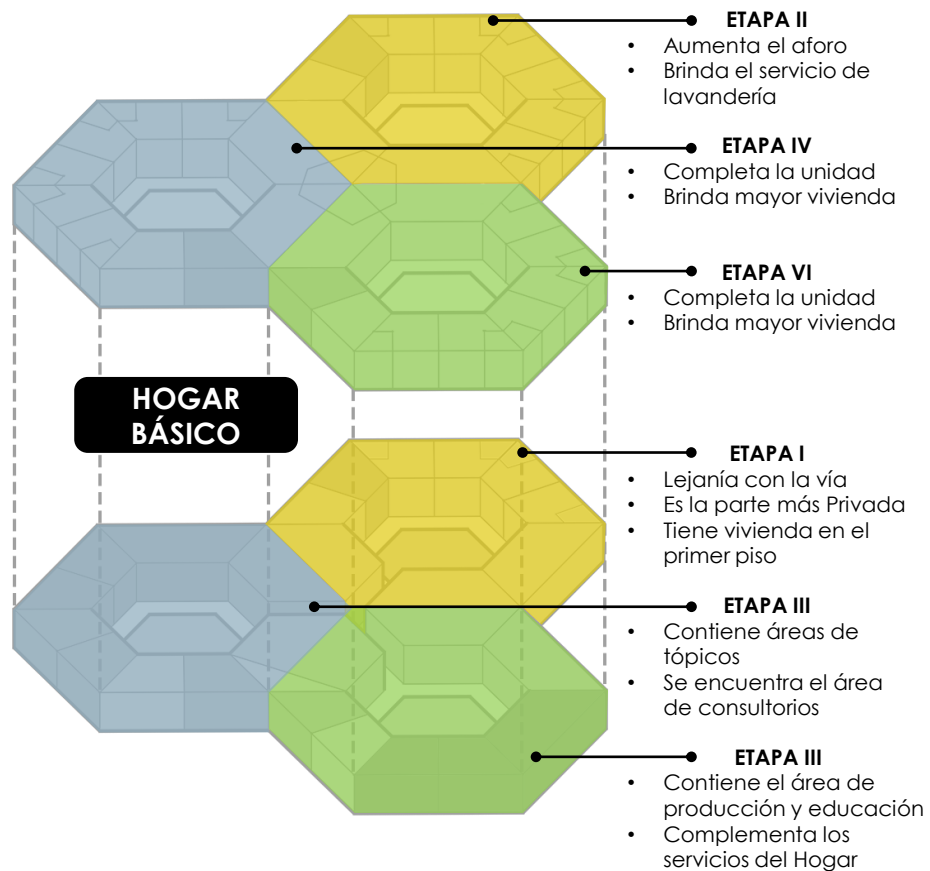 ETAPA II
• Aumenta el aforo
• Brinda el servicio de
lavandería
ETAPA IV
• Completa la unidad
• Brinda mayor vivienda
ETAPA VI
• Completa la unidad
• Brinda mayor vivienda
HOGAR
BÁSICO
ETAPA I
• Lejanía con la vía
• Es la parte más Privada
• Tiene vivienda en el
primer piso
ETAPA III
• Contiene áreas de
tópicos
• Se encuentra el área
de consultorios
ETAPA III
• Contiene el área de
producción y educación
• Complementa los
servicios del Hogar